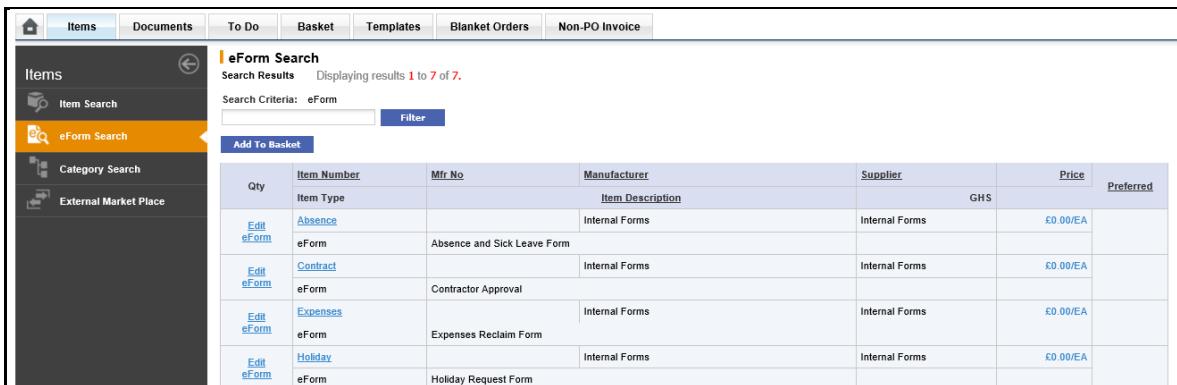 Items Documents To Do Basket Templates Blanket Orders Non-PO Invoice
Items
Item Search
eForm Search
Category Search
External Market Place
eForm Search
Search Results Displaying results 1 to 7 of 7.
Search Criteria: eForm
Filter
Add To Basket
Qty Item Number Mfr No Manufacturer Supplier Price Preferred
Item Type Item Description GHS
Edit eForm Absence Internal Forms Internal Forms £0.00/EA
eForm Absence and Sick Leave Form
Edit eForm Contract Internal Forms Internal Forms £0.00/EA
eForm Contractor Approval
Edit eForm Expenses Internal Forms Internal Forms £0.00/EA
eForm Expenses Reclaim Form
Edit eForm Holiday Internal Forms Internal Forms £0.00/EA
eForm Holiday Request Form